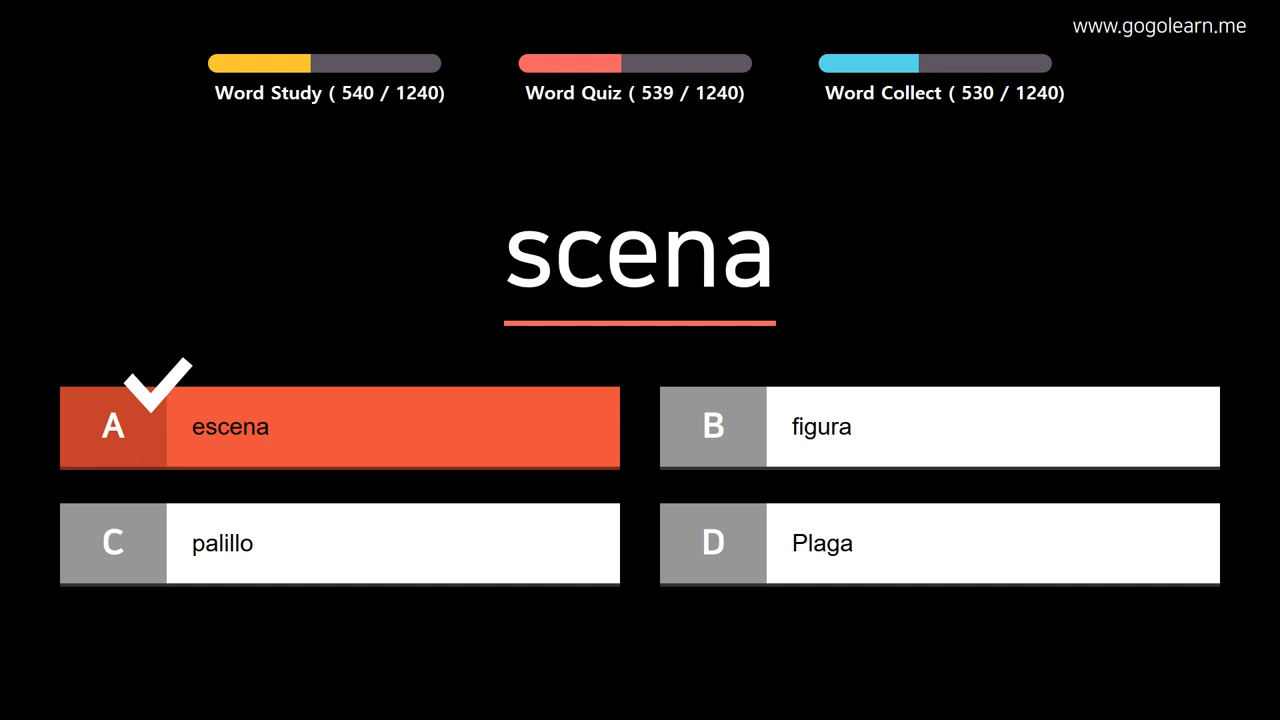 www.gogolearn.me
Word Study ( 540 / 1240)
Word Quiz ( 539 / 1240)
Word Collect ( 530 / 1240)
scena
A escena
B figura
C palillo
D Plaga